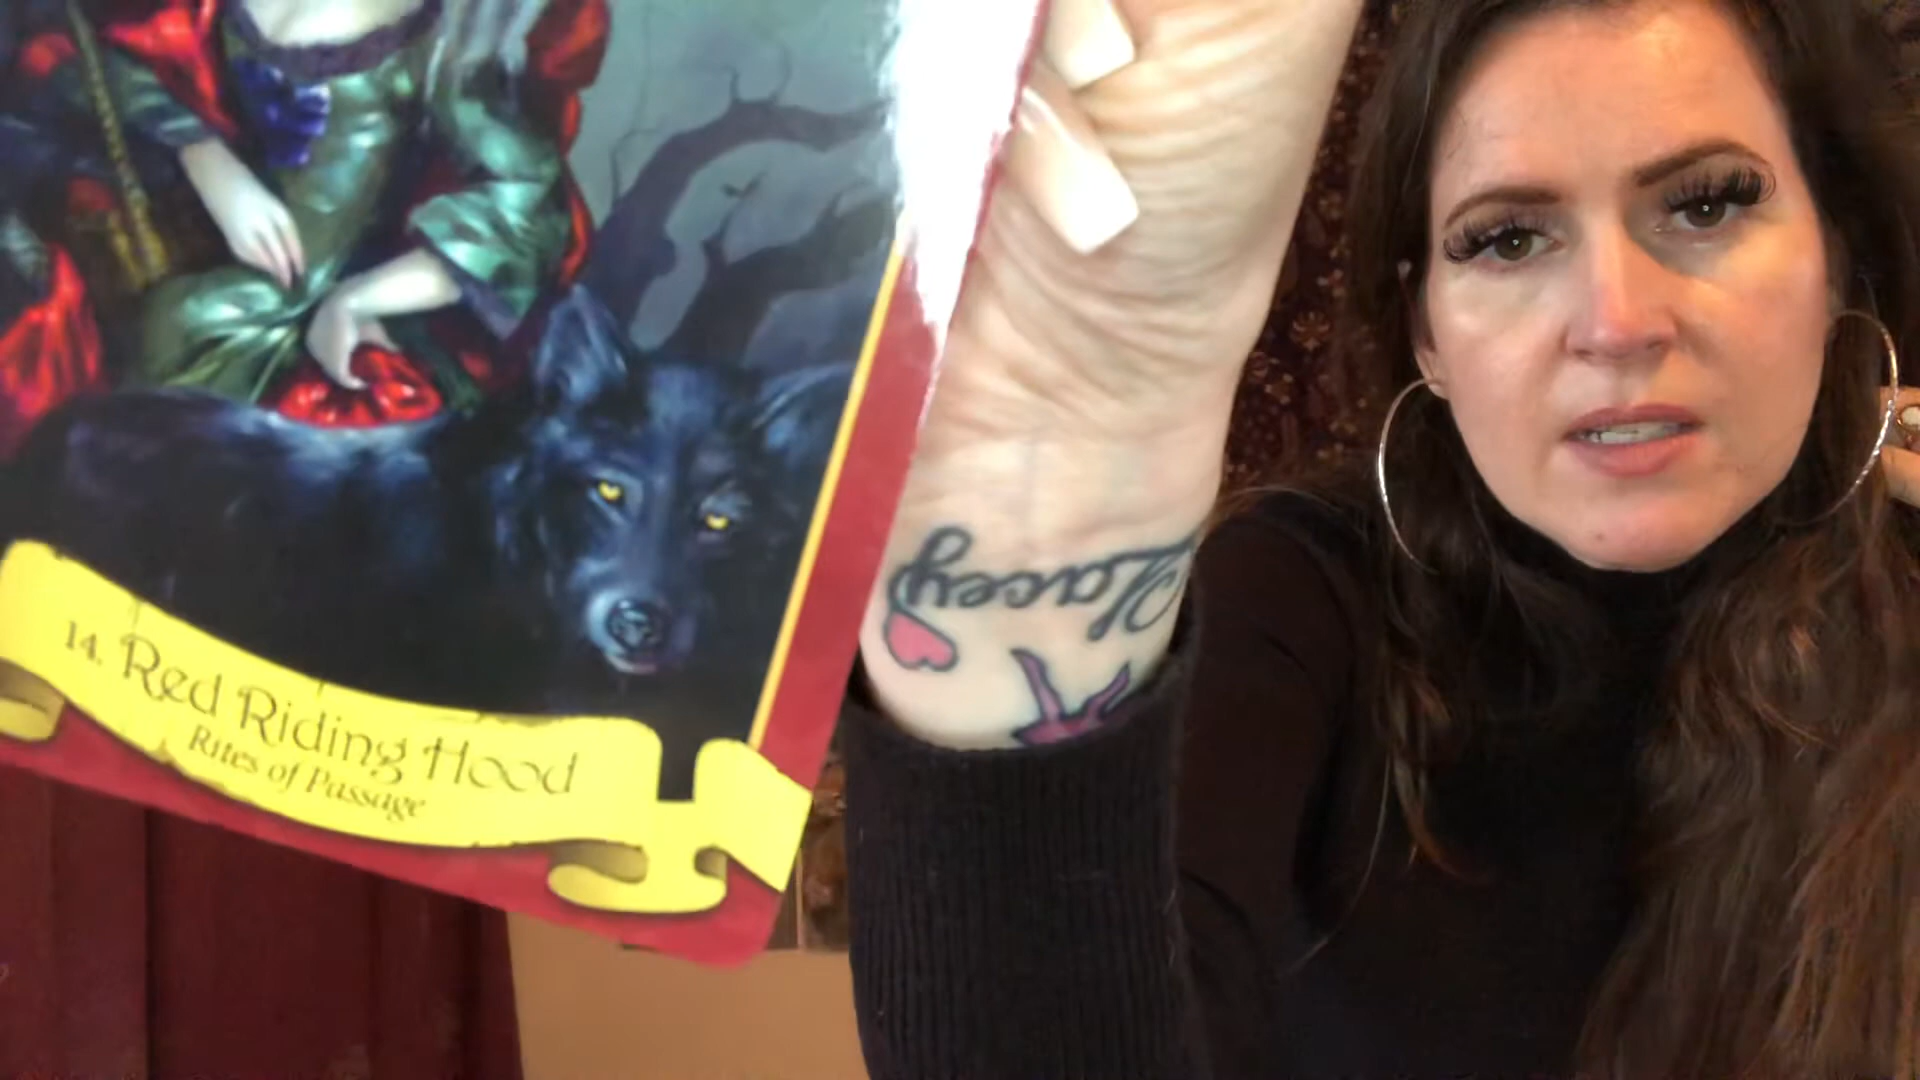 14. Red Riding Hood
Rites of Passage
Lacey